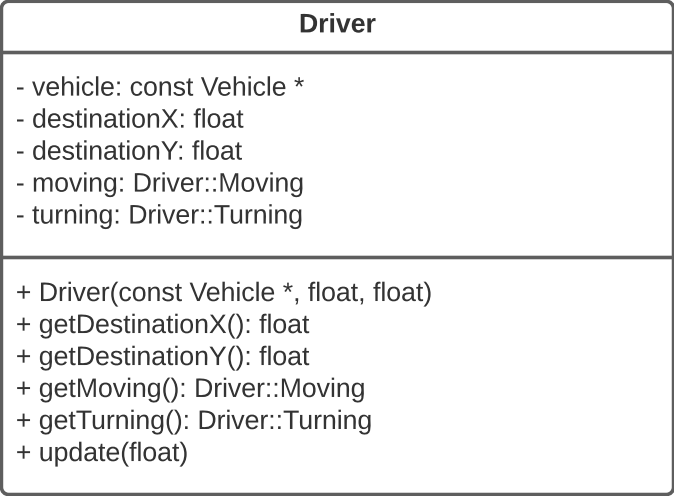 Driver
- vehicle: const Vehicle *
- destinationX: float
- destinationY: float
- moving: Driver::Moving
- turning: Driver::Turning
+ Driver(const Vehicle *, float, float)
+ getDestinationX(): float
+ getDestinationY(): float
+ getMoving(): Driver::Moving
+ getTurning(): Driver::Turning
+ update(float)